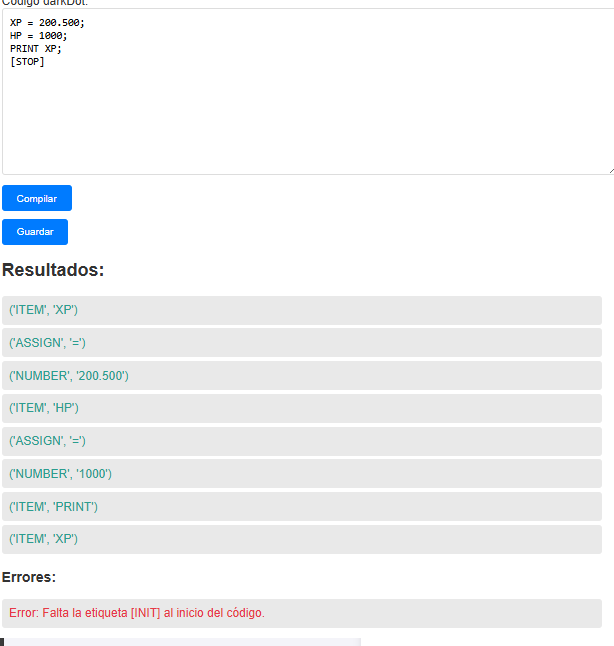 Código darkDot:
XP = 200.500;
HP = 1000;
PRINT XP;
[STOP]
Compilar
Guardar
Resultados:
('ITEM', 'XP')
('ASSIGN', '=')
('NUMBER', '200.500')
('ITEM', 'HP')
('ASSIGN', '=')
('NUMBER', '1000')
('ITEM', 'PRINT')
('ITEM', 'XP')
Errores:
Error: Falta la etiqueta [INIT] al inicio del código.